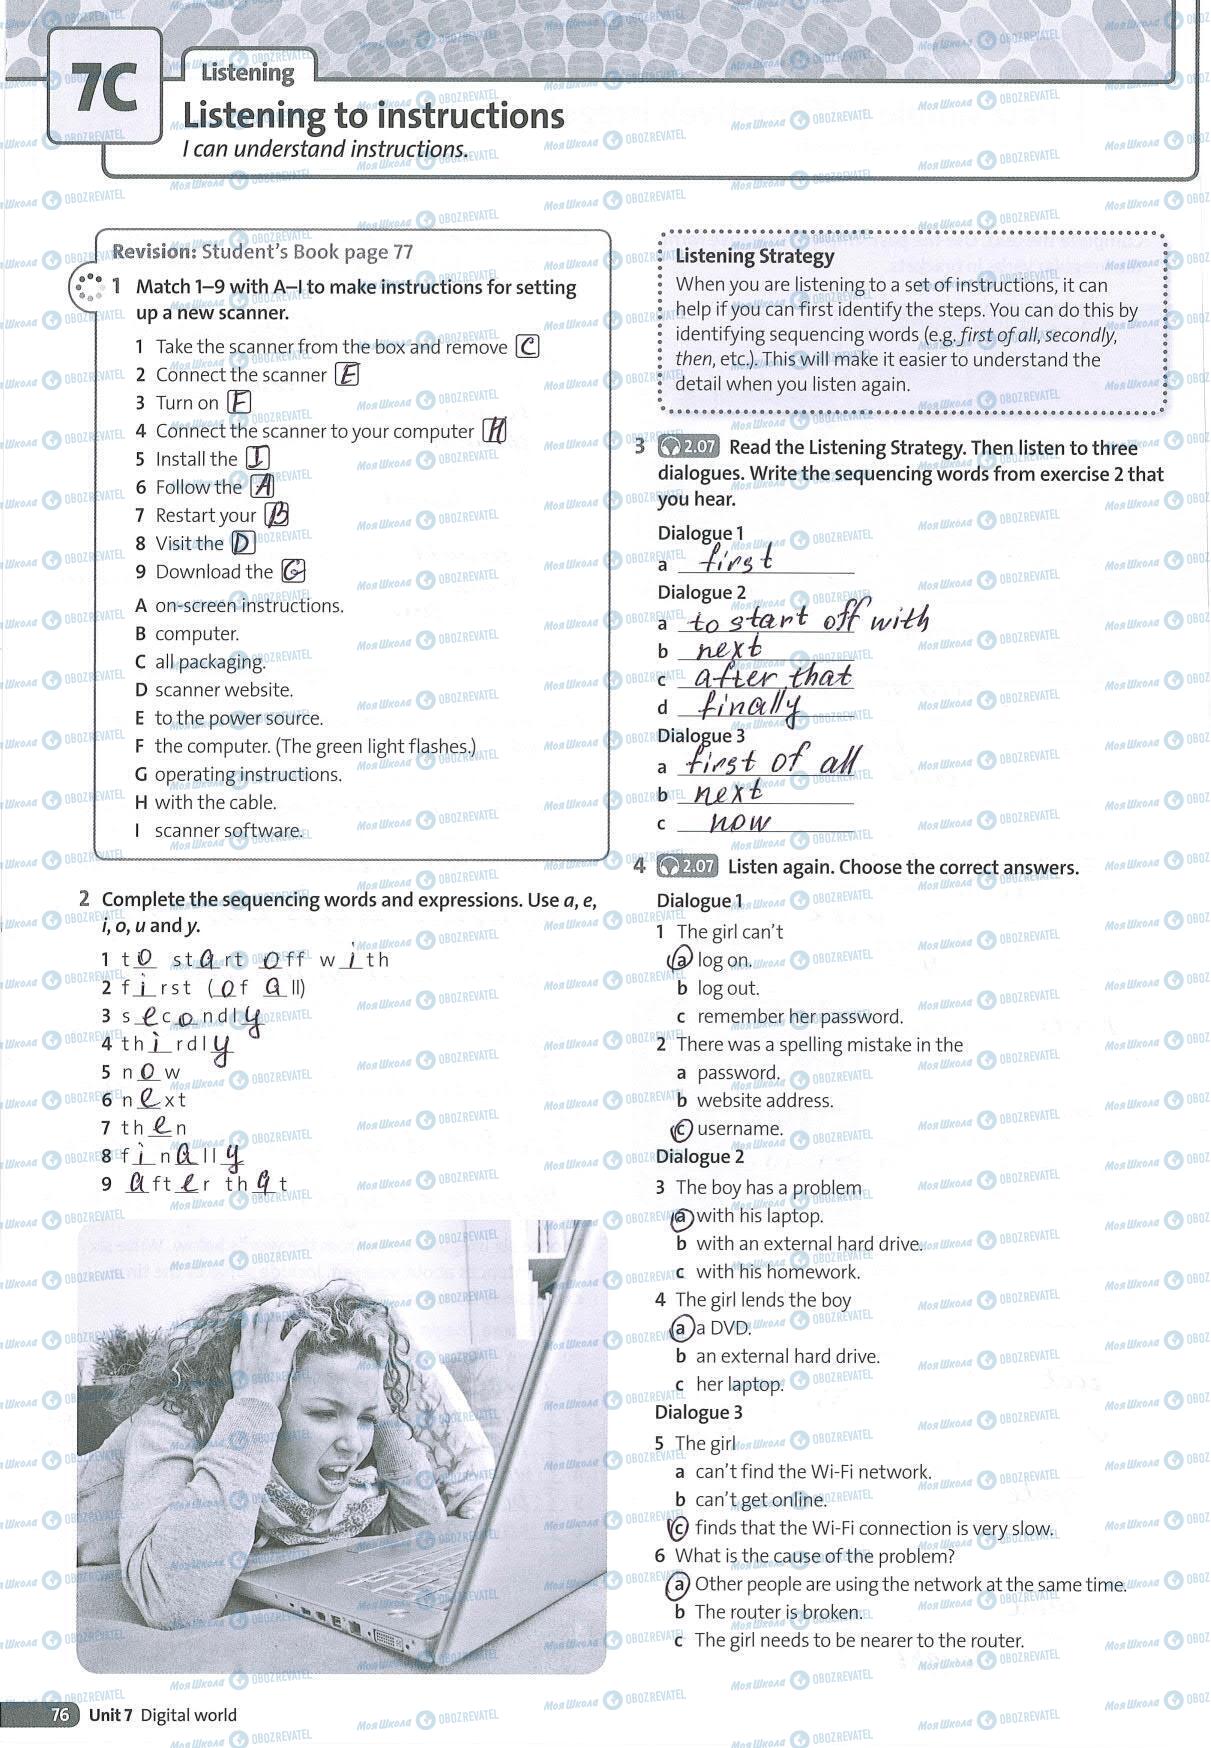 7C
Listening
Listening to instructions
I can understand instructions.
Revision: Student's Book page 77
1 Match 1–9 with A–I to make instructions for setting
up a new scanner.
1 Take the scanner from the box and remove C
2 Connect the scanner E
3 Turn on F
4 Connect the scanner to your computer H
5 Install the I
6 Follow the A
7 Restart your B
8 Visit the D
9 Download the G
A on-screen instructions.
B computer.
C all packaging.
D scanner website.
E to the power source.
F the computer. (The green light flashes.)
G operating instructions.
H with the cable.
I scanner software.
2 Complete the sequencing words and expressions. Use a, e,
i, o, u and y.
1 to start off with
2 first (of all)
3 secondly
4 thirdly
5 now
6 next
7 then
8 finally
9 after that
Listening Strategy
When you are listening to a set of instructions, it can
help if you can first identify the steps. You can do this by
identifying sequencing words (e.g. first of all, secondly,
then, etc.). This will make it easier to understand the
detail when you listen again.
3 2.07 Read the Listening Strategy. Then listen to three
dialogues. Write the sequencing words from exercise 2 that
you hear.
Dialogue 1
a first
Dialogue 2
a to start off with
b next
c after that
d finally
Dialogue 3
a first of all
b next
c now
4 2.07 Listen again. Choose the correct answers.
Dialogue 1
1 The girl can't
a log on.
b log out.
c remember her password.
2 There was a spelling mistake in the
a password.
b website address.
c username.
Dialogue 2
3 The boy has a problem
a with his laptop.
b with an external hard drive.
c with his homework.
4 The girl lends the boy
a a DVD.
b an external hard drive.
c her laptop.
Dialogue 3
5 The girl
a can't find the Wi-Fi network.
b can't get online.
c finds that the Wi-Fi connection is very slow.
6 What is the cause of the problem?
a Other people are using the network at the same time.
b The router is broken.
c The girl needs to be nearer to the router.
76 Unit 7 Digital world
МояШкола OBOZREVATEL